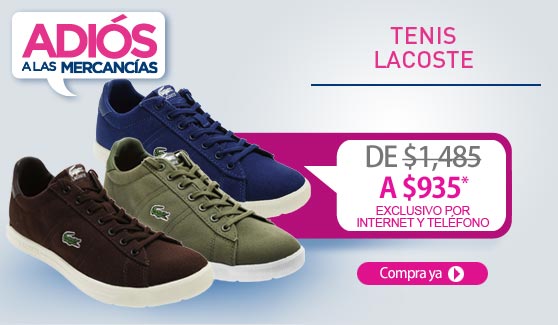 ADIÓS
A LAS MERCANCÍAS
TENIS
LACOSTE
DE $1,485
A $935*
EXCLUSIVO POR
INTERNET Y TELÉFONO
Compra ya